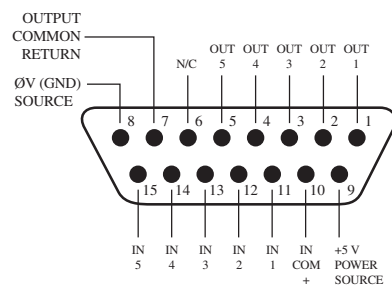 OUTPUT
COMMON
RETURN
ØV (GND)
SOURCE
N/C
OUT
5
OUT
4
OUT
3
OUT
2
OUT
1
8
7
6
5
4
3
2
1
15
14
13
12
11
10
9
IN
5
IN
4
IN
3
IN
2
IN
1
IN
COM
+
+5 V
POWER
SOURCE